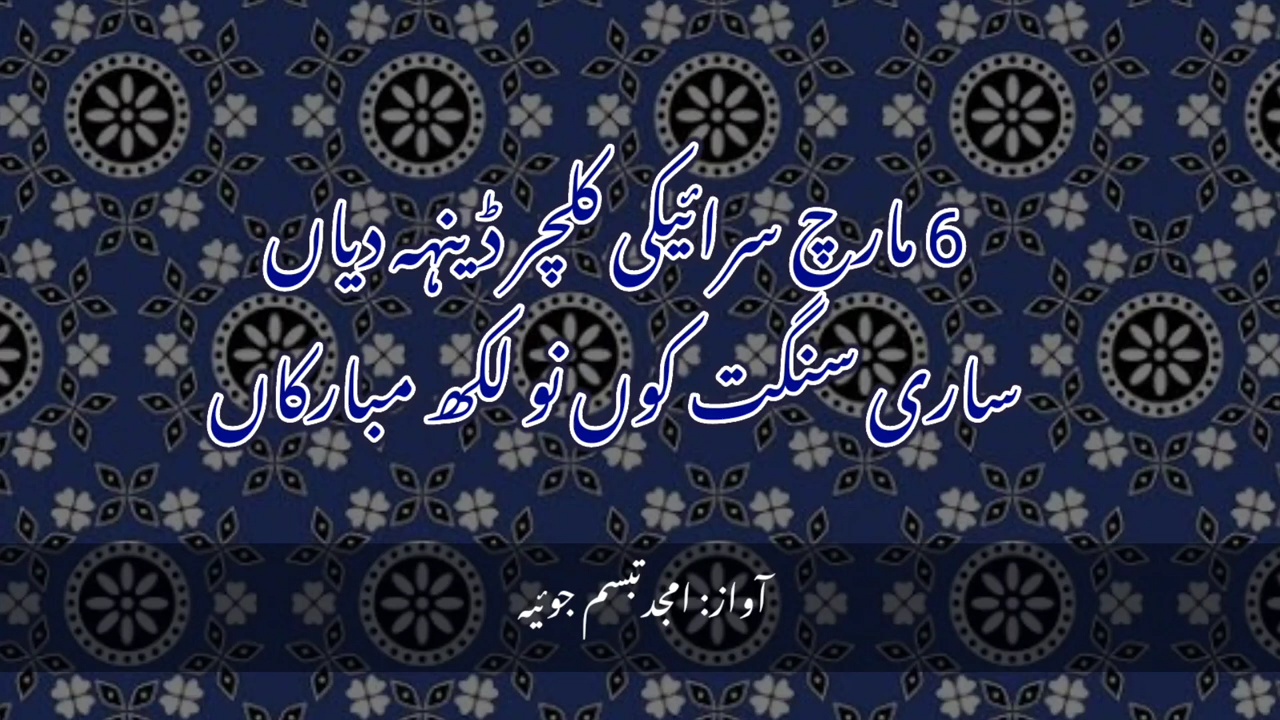 6 مارچ سرائیکی کلچر ڈینہہ دیاں
ساری سنگت کوں نو لکھ مبارکاں
آواز: امجد تبسم جوئیہ